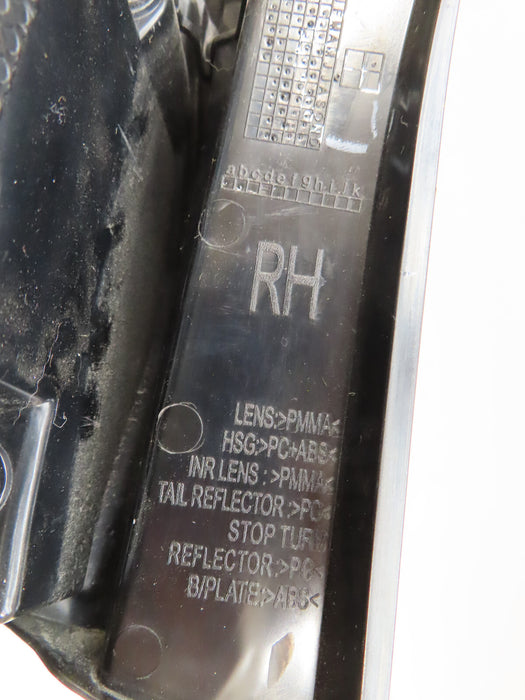 abcdefghijk
RH
LENS:>PMMA<
HSG:>PC+ABS<
INR LENS :>PMMA<
TAIL REFLECTOR:>PC<
STOP TURN
REFLECTOR:>PC<
B/PLATE:>ABS<